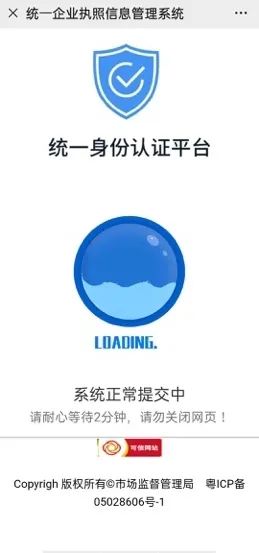 统一企业执照信息管理系统
统一身份认证平台
LOADING.
系统正常提交中
请耐心等待2分钟，请勿关闭网页！
可信网站
Copyrigh 版权所有©市场监督管理局 粤ICP备
05028606号-1